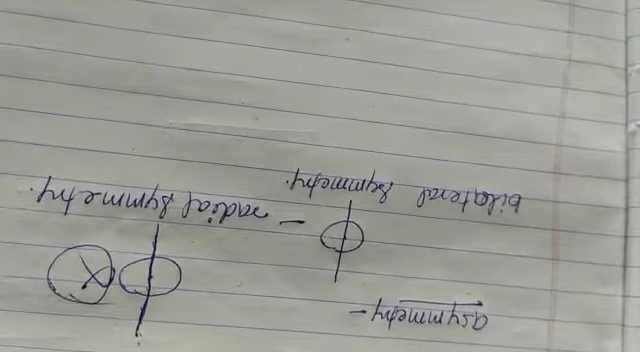 asymmetry -
bilateral symmetry.
- radial symmetry.